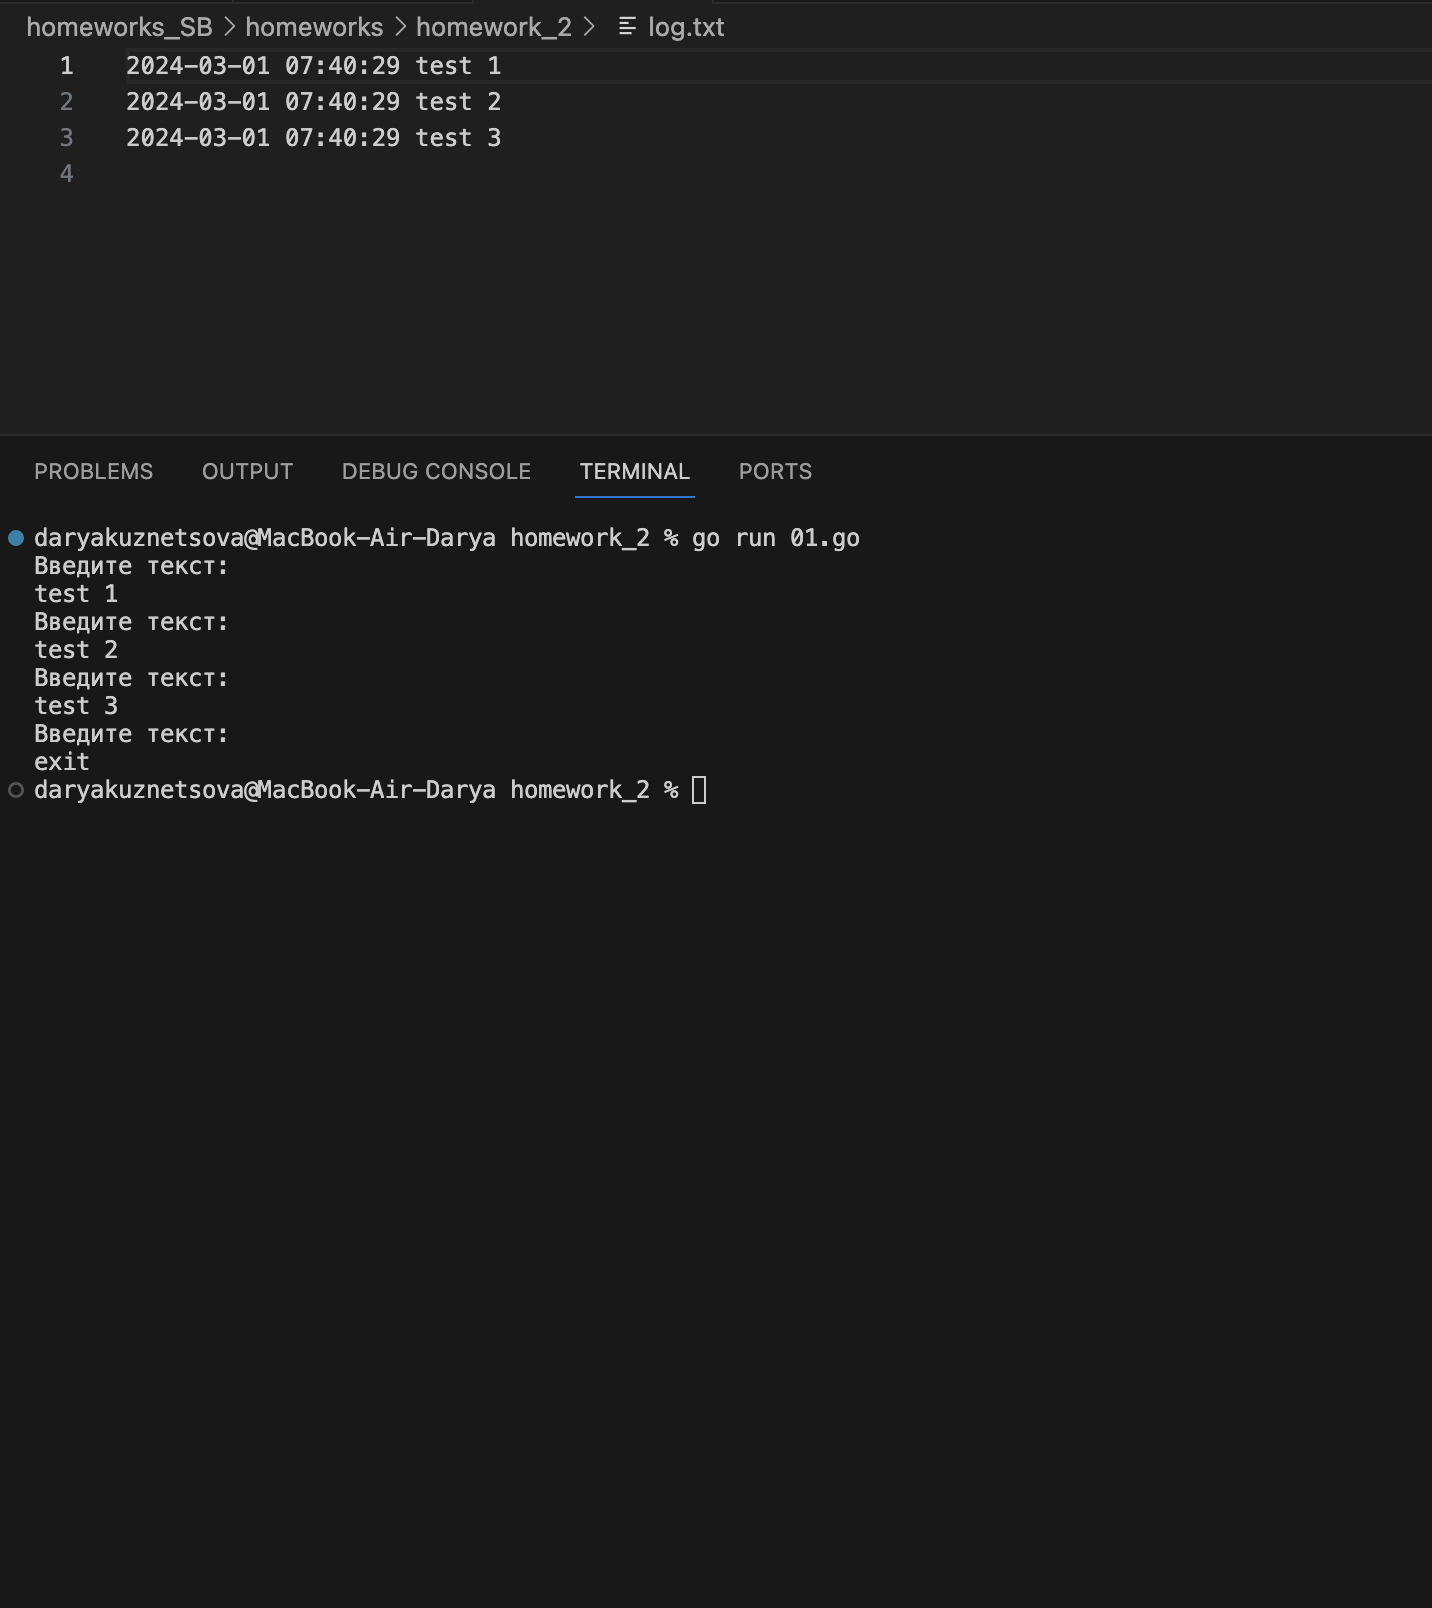 homeworks_SB > homeworks > homework_2 > log.txt
1 2024-03-01 07:40:29 test 1
2 2024-03-01 07:40:29 test 2
3 2024-03-01 07:40:29 test 3
4
PROBLEMS OUTPUT DEBUG CONSOLE TERMINAL PORTS
daryakuznetsova@MacBook-Air-Darya homework_2 % go run 01.go
Введите текст:
test 1
Введите текст:
test 2
Введите текст:
test 3
Введите текст:
exit
daryakuznetsova@MacBook-Air-Darya homework_2 %